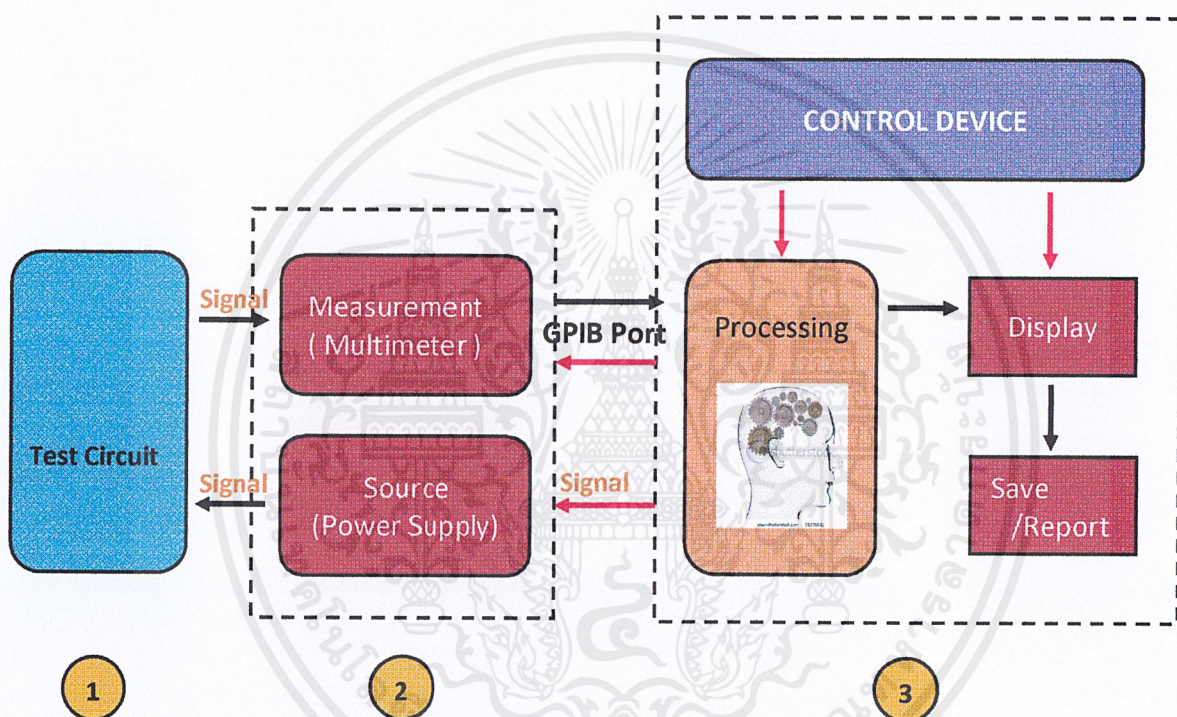 CONTROL DEVICE
Test Circuit
Signal
Signal
Measurement
( Multimeter )
Source
(Power Supply)
GPIB Port
Signal
Processing
Display
Save
/Report
1
2
3